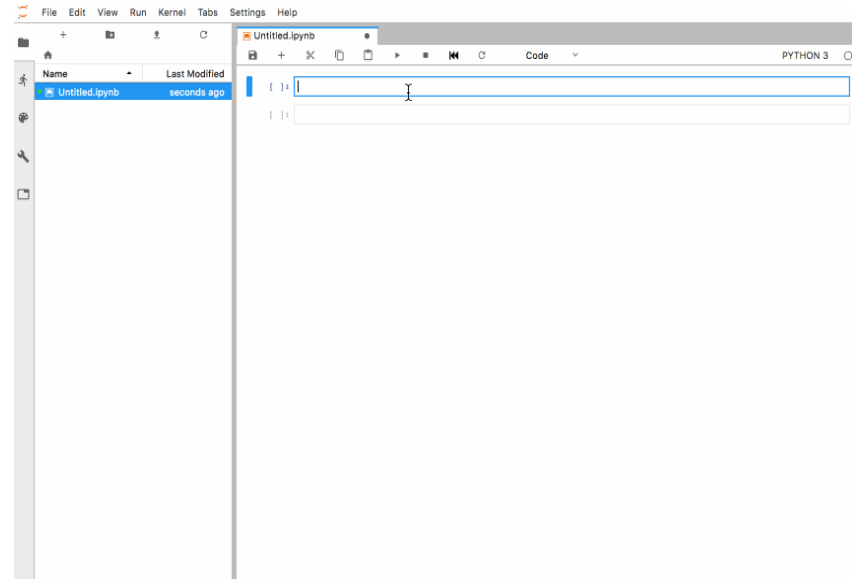 File Edit View Run Kernel Tabs Settings Help
Untitled.ipynb
Code PYTHON 3
Name Last Modified
Untitled.ipynb seconds ago
[ ]:
[ ]: